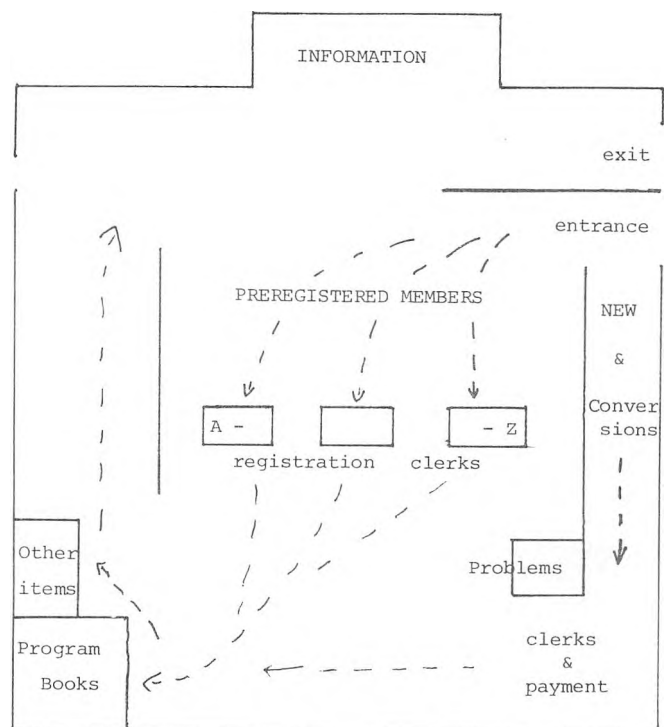 INFORMATION
exit
entrance
PREREGISTERED MEMBERS
NEW
&
Conver
sions
A -
- Z
registration clerks
Other
items
Problems
Program
Books
clerks
&
payment